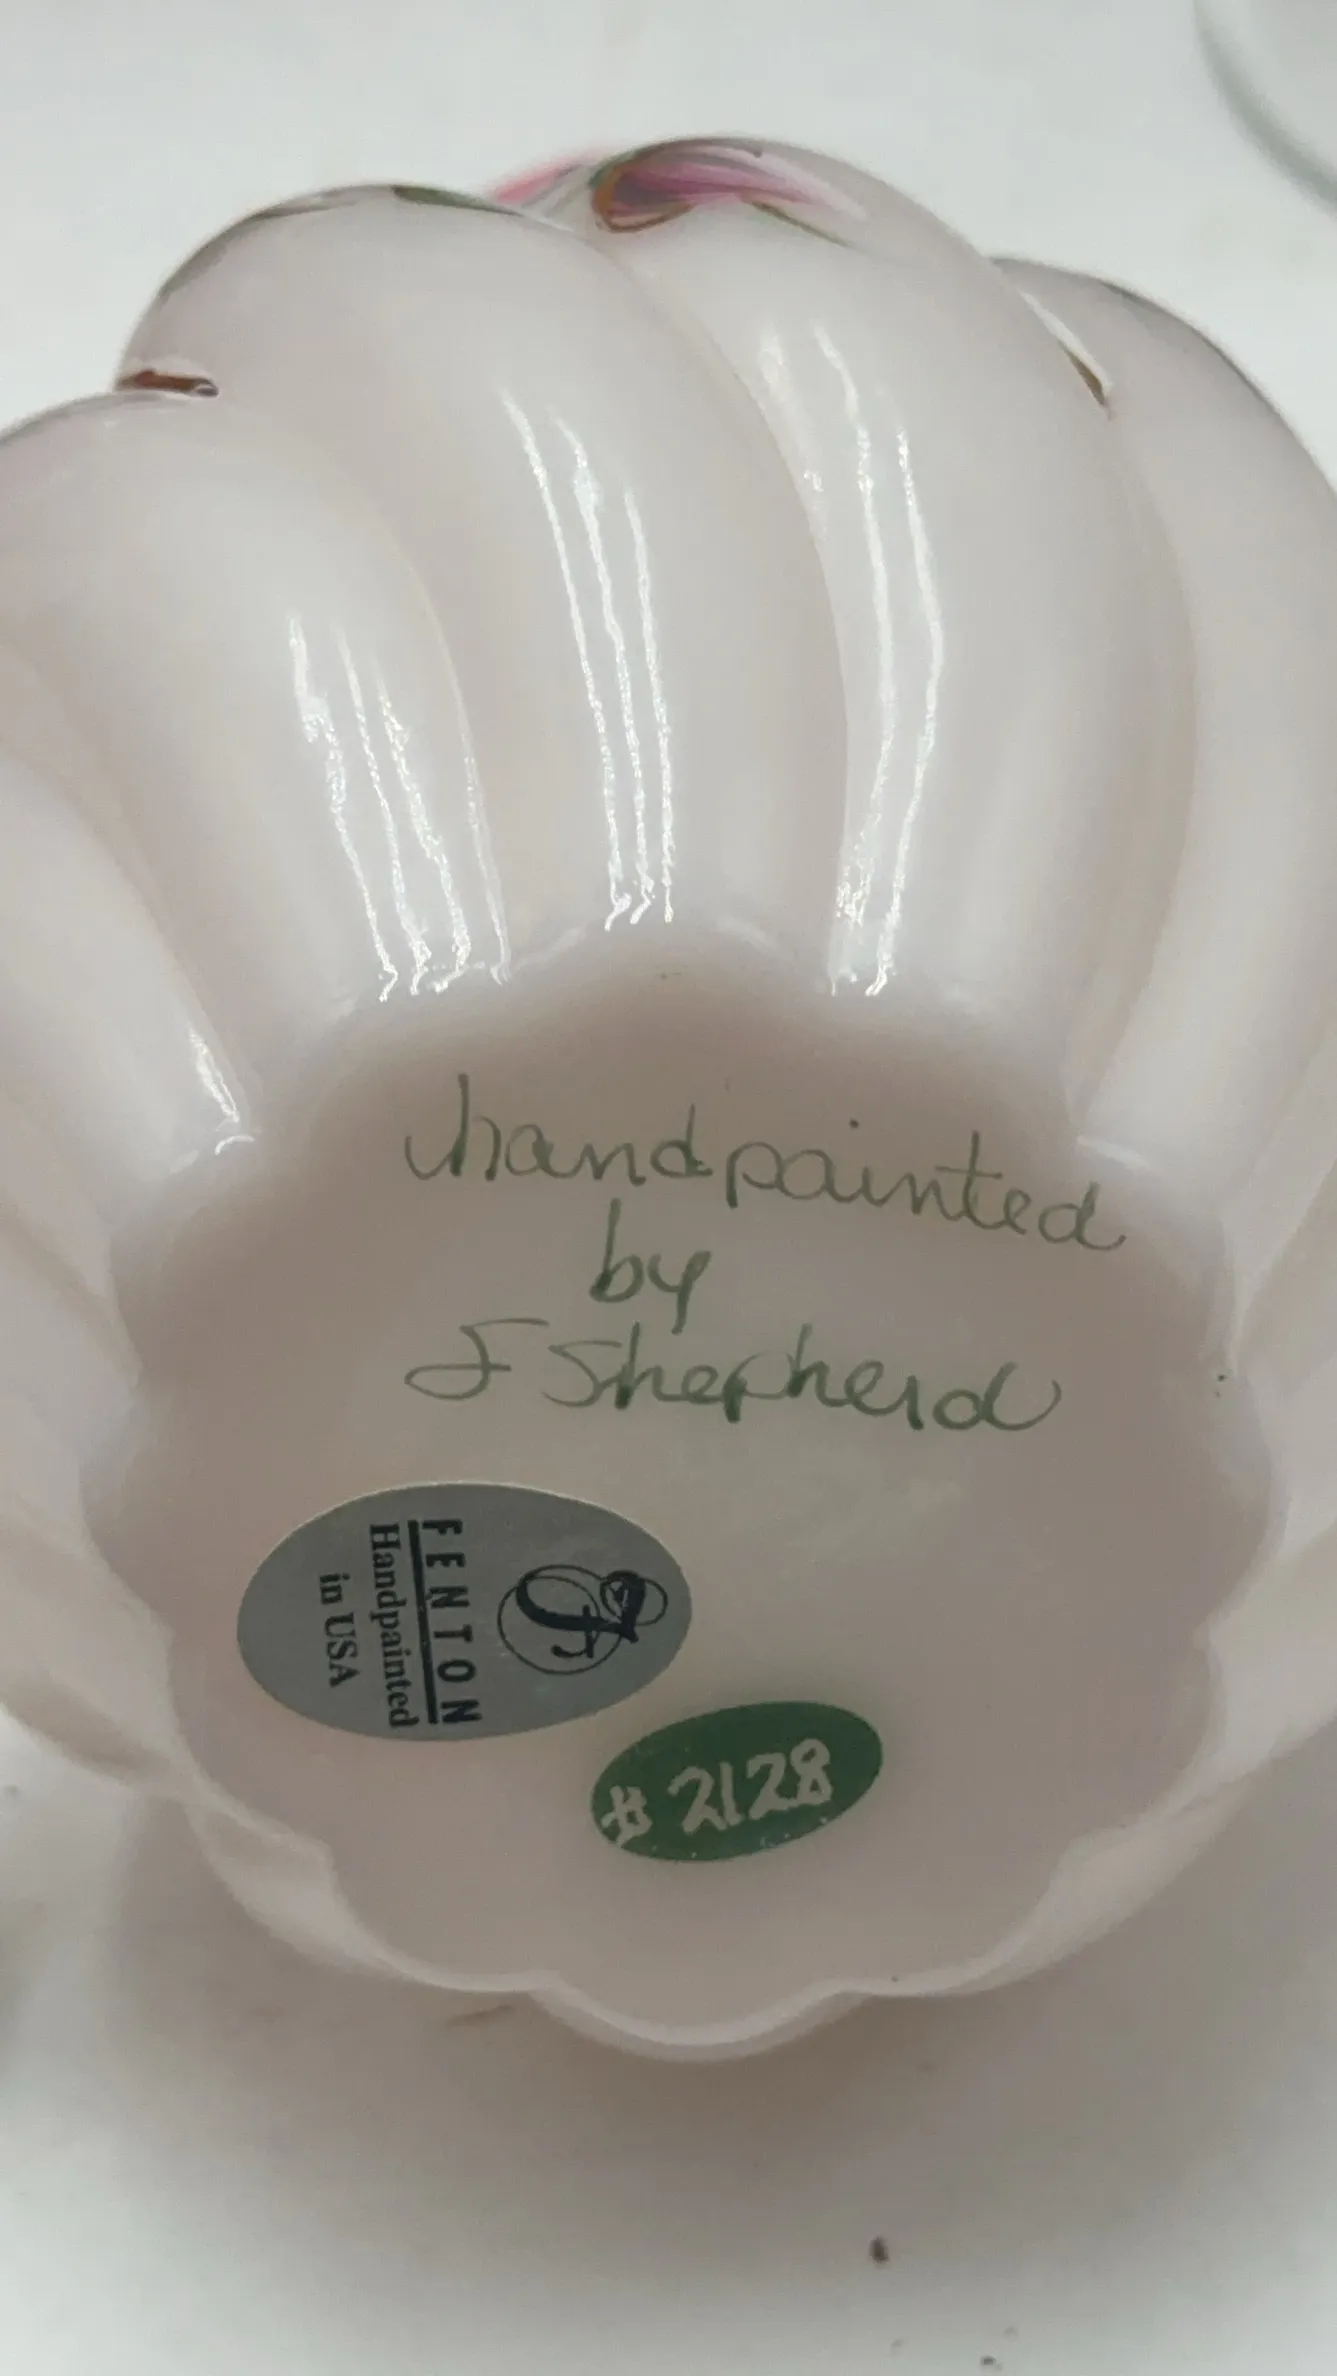 handpainted
by
J Shepherd
F
FENTON
Handpainted
in USA
# 2128